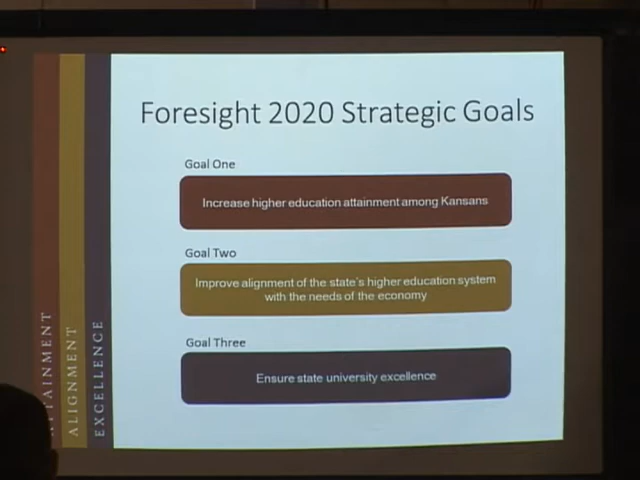 Foresight 2020 Strategic Goals
Goal One
Increase higher education attainment among Kansans
Goal Two
Improve alignment of the state's higher education system
with the needs of the economy
Goal Three
Ensure state university excellence
ATTAINMENT
ALIGNMENT
EXCELLENCE